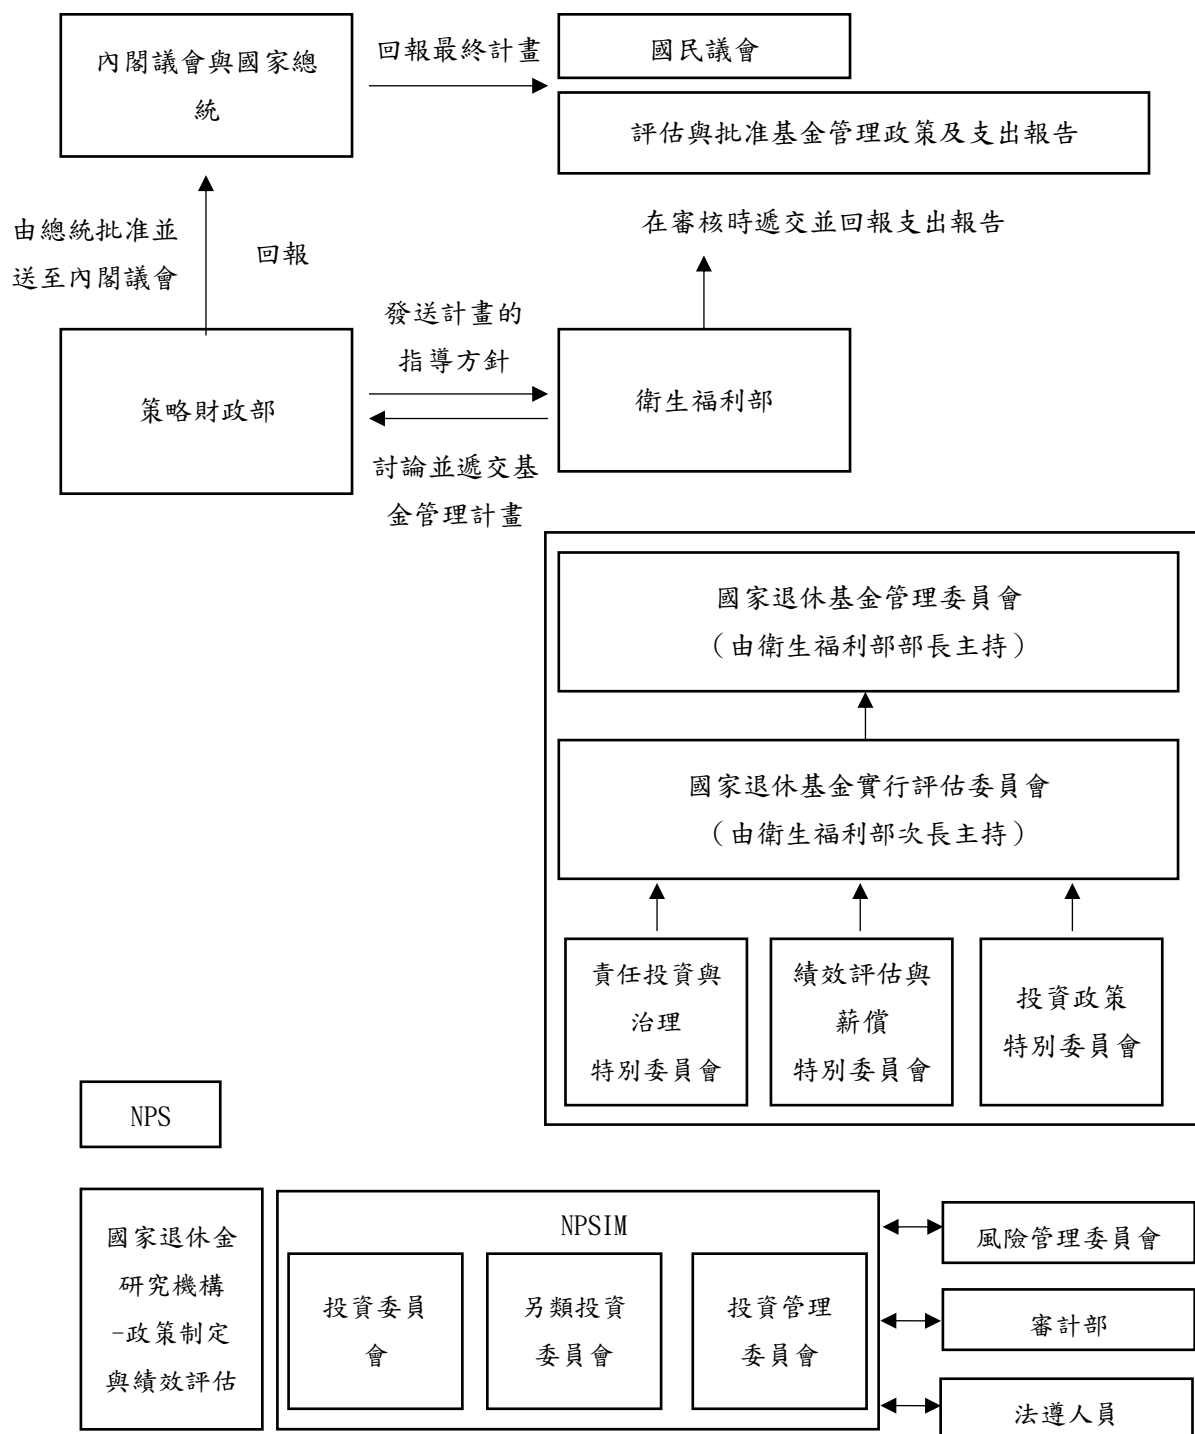 內閣議會與國家總
統
回報最終計畫
國民議會
評估與批准基金管理政策及支出報告
由總統批准並
送至內閣議會
回報
在審核時遞交並回報支出報告
發送計畫的
指導方針
策略財政部
衛生福利部
討論並遞交基
金管理計畫
國家退休基金管理委員會
（由衛生福利部部長主持）
國家退休基金實行評估委員會
（由衛生福利部次長主持）
責任投資與
治理
特別委員會
績效評估與
薪償
特別委員會
投資政策
特別委員會
NPS
國家退休金
研究機構
-政策制定
與績效評估
NPSIM
投資委員
會
另類投資
委員會
投資管理
委員會
風險管理委員會
審計部
法遵人員